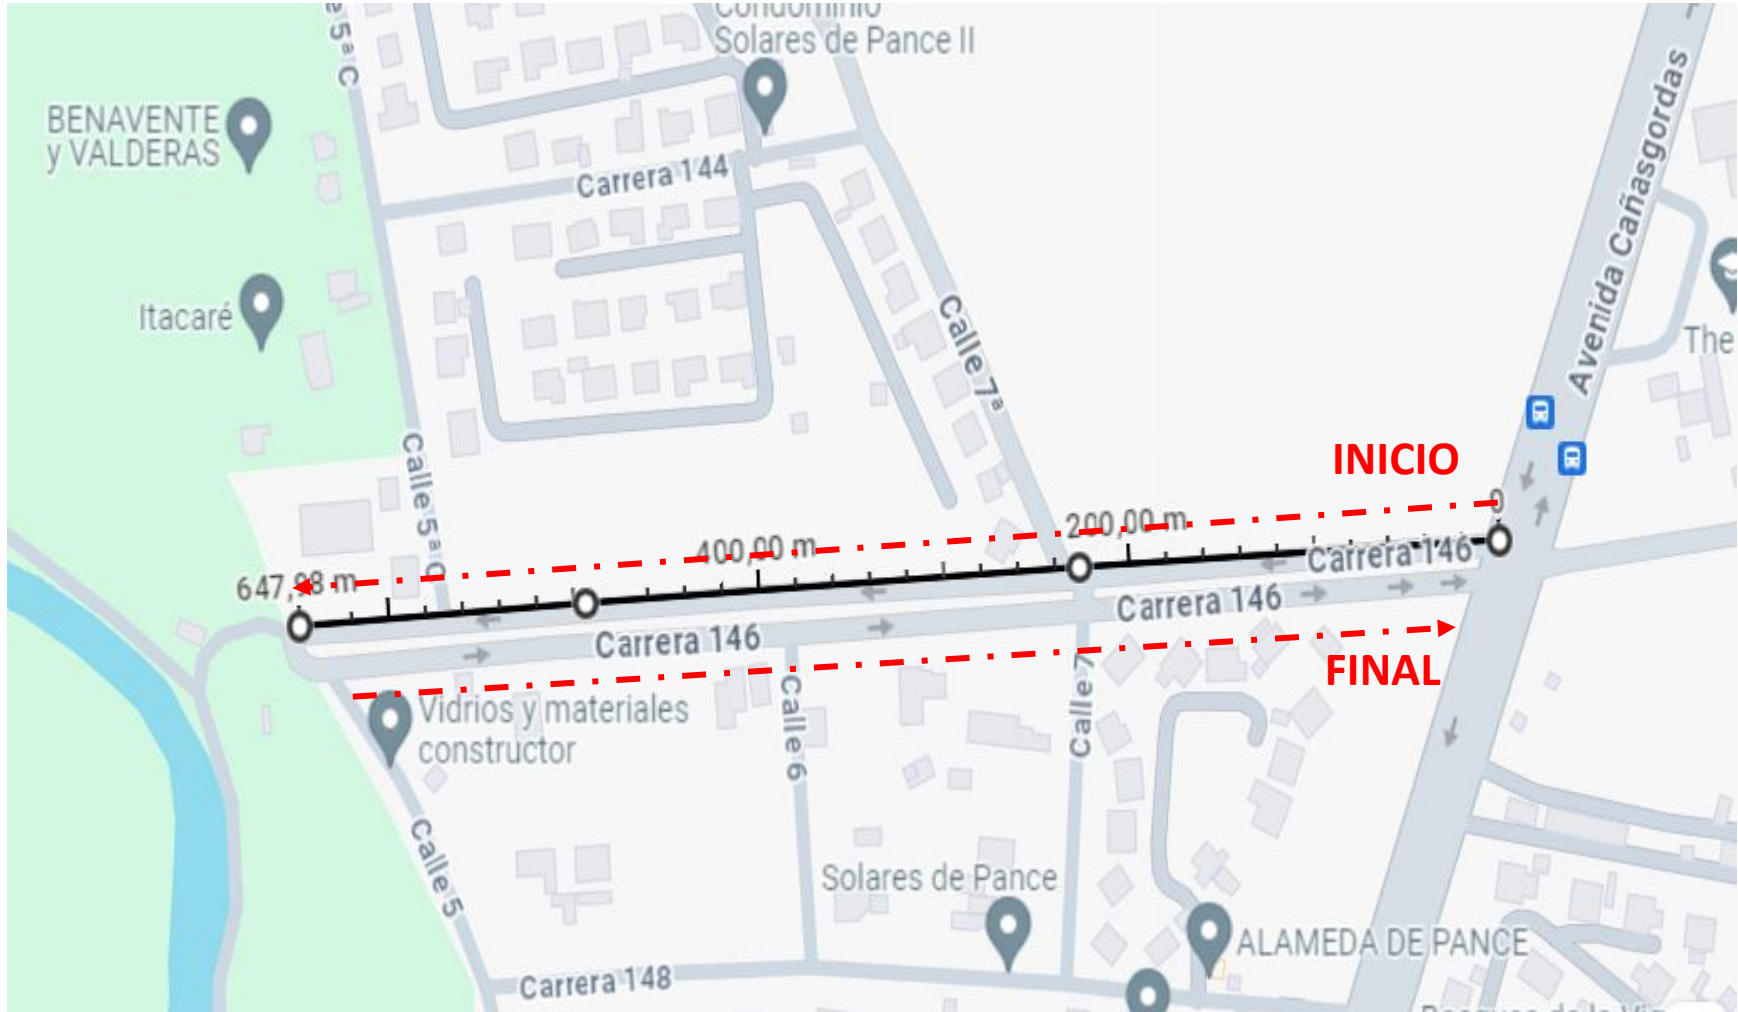 Condominio
Solares de Pance II
e 5ª C
BENAVENTE
y VALDERAS
Carrera 144
Avenida Cañasgordas
Itacaré
Calle 7ª
The
INICIO
Calle 5ª C
0
200,00 m
400,00 m
647,98 m
Carrera 146
Carrera 146
Carrera 146
FINAL
Calle 7
Calle 6
Vidrios y materiales
constructor
Calle 5
Solares de Pance
ALAMEDA DE PANCE
Carrera 148